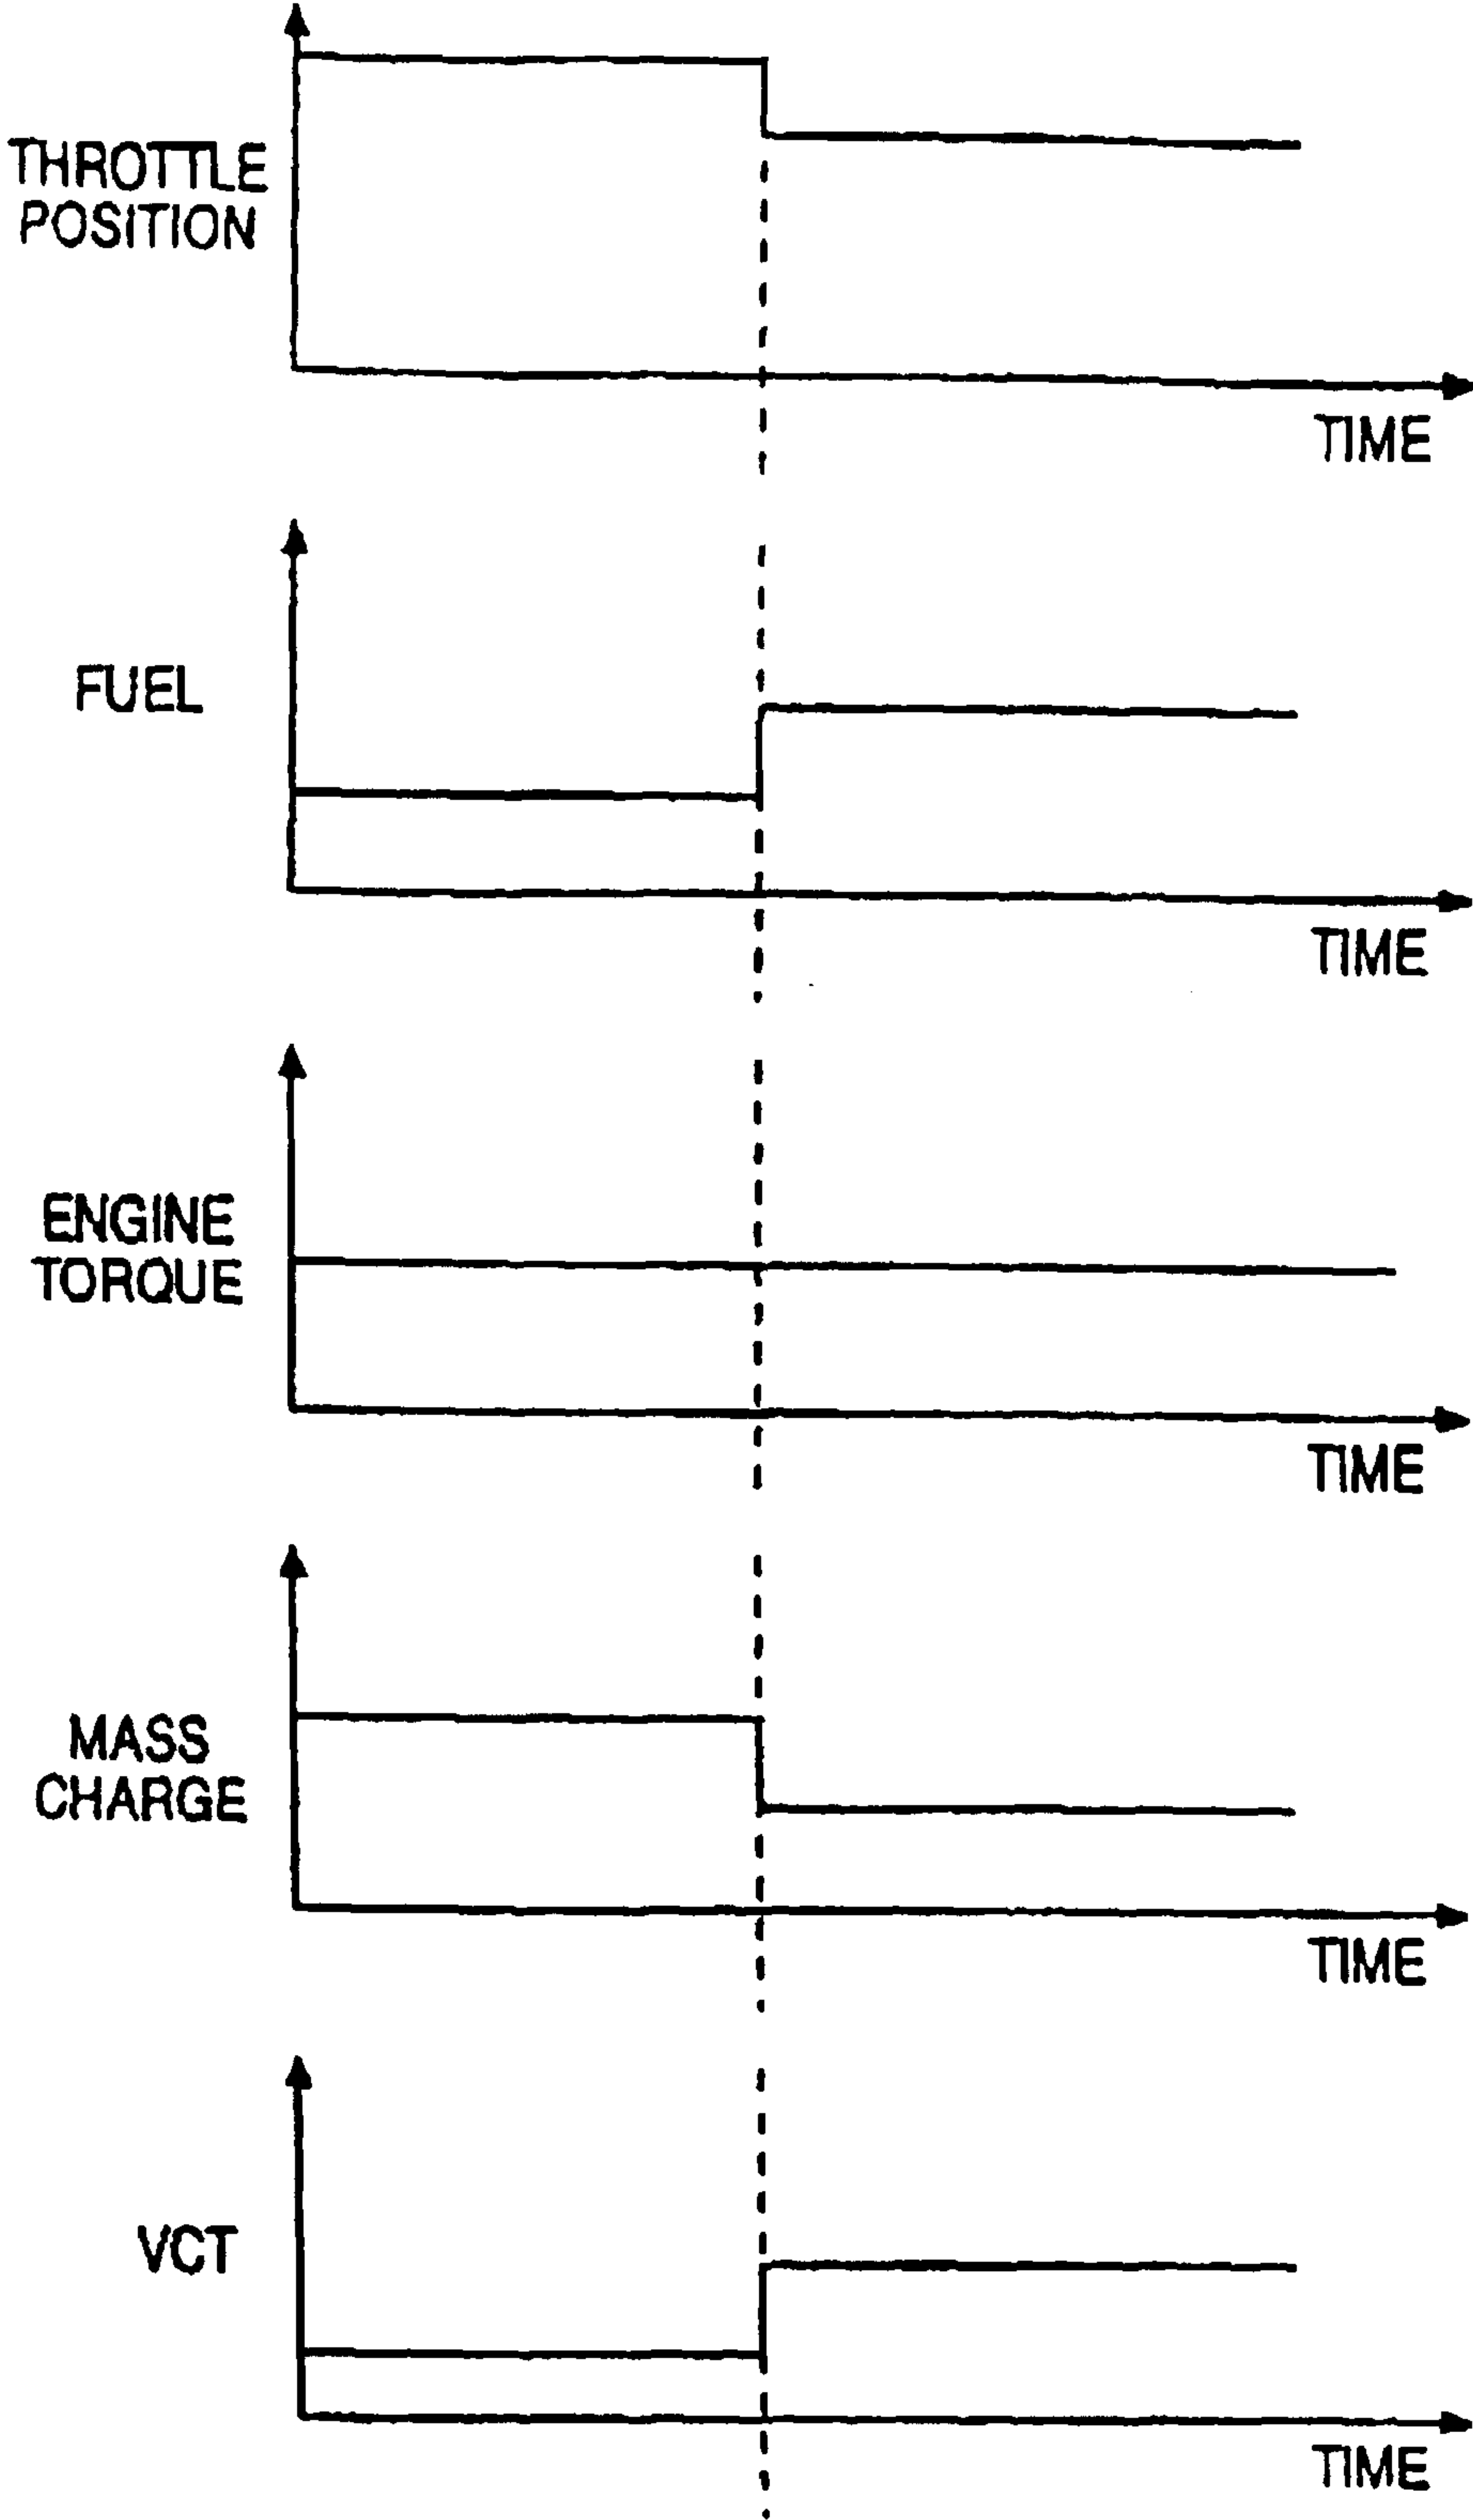 THROTTLE
POSITION
TIME
FUEL
TIME
ENGINE
TORQUE
TIME
MASS
CHARGE
TIME
VCT
TIME